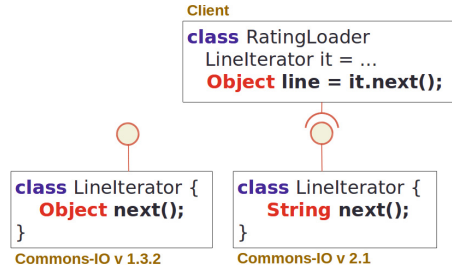 Client
class RatingLoader
LineIterator it = ...
Object line = it.next();
class LineIterator {
Object next();
}
Commons-IO v 1.3.2
class LineIterator {
String next();
}
Commons-IO v 2.1